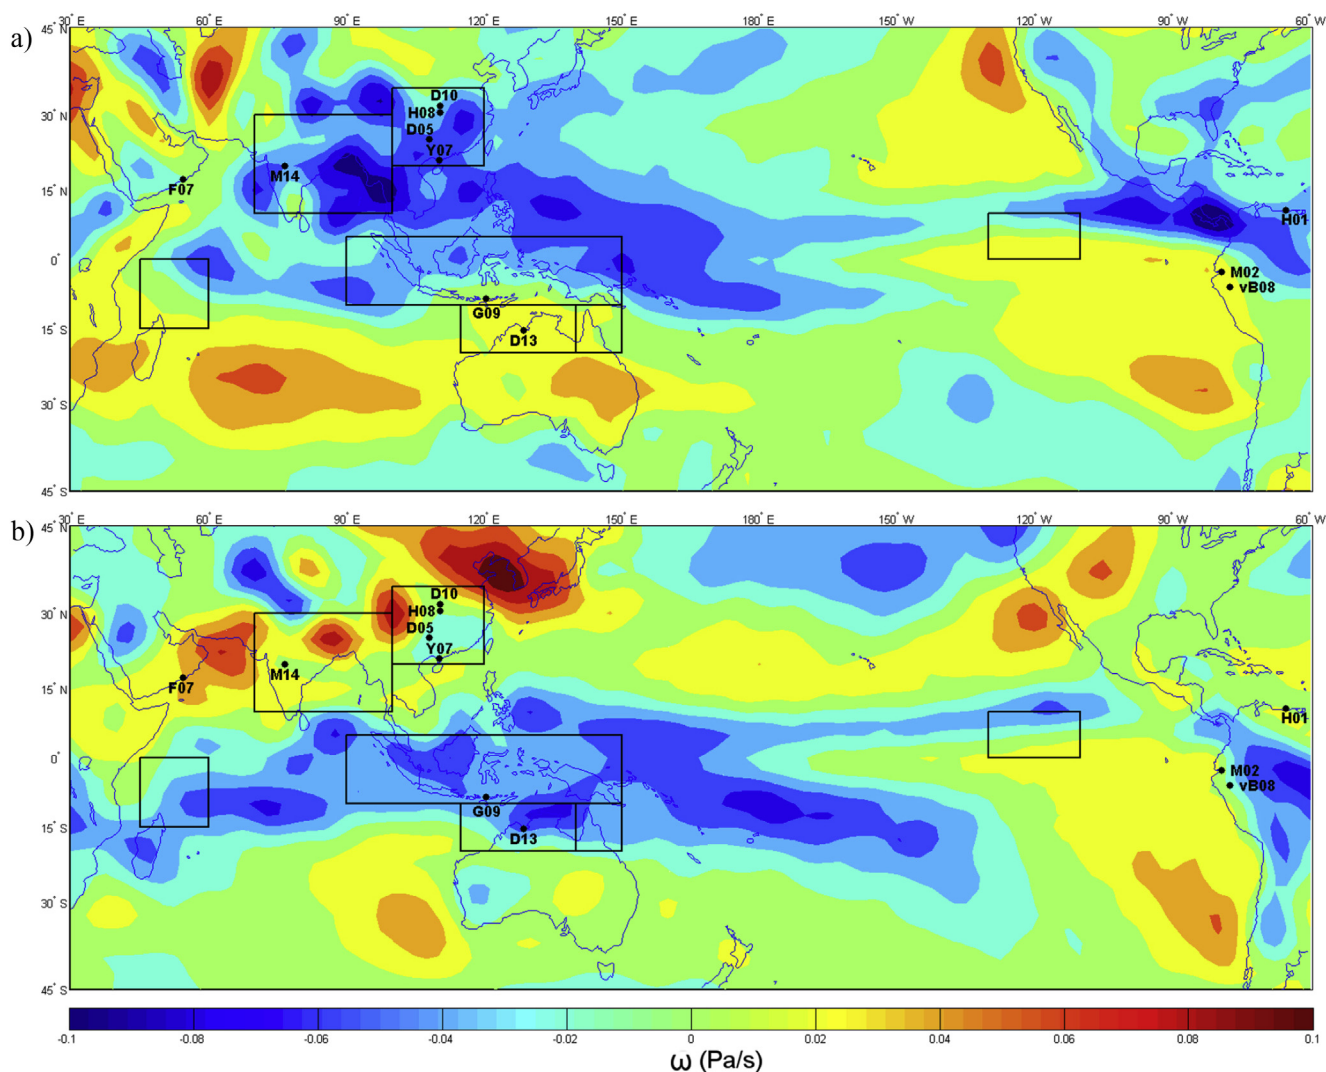 30° E 60° E 90° E 120° E 150° E 180° E 150° W 120° W 90° W 60° W
a)
45° N
30° N
15° N
0°
15° S
30° S
45° S
D10
H08
D05
Y07
M14
F07
H01
M02
vB08
G09
D13
30° E 60° E 90° E 120° E 150° E 180° E 150° W 120° W 90° W 60° W
b)
45° N
30° N
15° N
0°
15° S
30° S
45° S
D10
H08
D05
Y07
M14
F07
H01
M02
vB08
G09
D13
-0.1 -0.08 -0.06 -0.04 -0.02 0 0.02 0.04 0.06 0.08 0.1
ω (Pa/s)